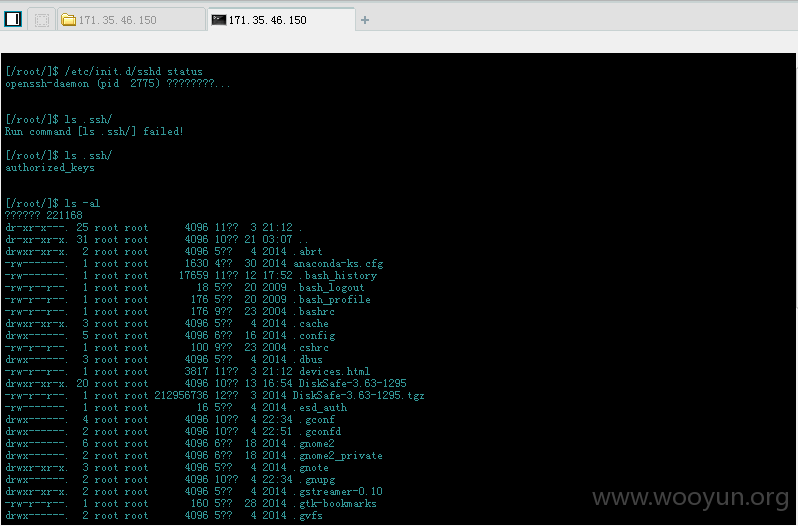 171.35.46.150 171.35.46.150 +
[/root/]$ /etc/init.d/sshd status
openssh-daemon (pid 2775) ????????...
[/root/]$ ls .ssh/
Run command [ls .ssh/] failed!
[/root/]$ ls .ssh/
authorized_keys
[/root/]$ ls -al
?????? 221168
dr-xr-x---. 25 root root 4096 11?? 3 21:12 .
dr-xr-xr-x. 31 root root 4096 10?? 21 03:07 ..
drwxr-xr-x. 2 root root 4096 5?? 4 2014 .abrt
-rw-------. 1 root root 1630 4?? 30 2014 anaconda-ks.cfg
-rw-------. 1 root root 17659 11?? 12 17:52 .bash_history
-rw-r--r--. 1 root root 18 5?? 20 2009 .bash_logout
-rw-r--r--. 1 root root 176 5?? 20 2009 .bash_profile
-rw-r--r--. 1 root root 176 9?? 23 2004 .bashrc
drwxr-xr-x. 3 root root 4096 5?? 4 2014 .cache
drwx------. 5 root root 4096 6?? 16 2014 .config
-rw-r--r--. 1 root root 100 9?? 23 2004 .cshrc
drwx------. 3 root root 4096 5?? 4 2014 .dbus
-rw-r--r--. 1 root root 3817 11?? 3 21:12 devices.html
drwxrwxr-x. 20 root root 4096 10?? 13 16:54 DiskSafe-3.63-1295
-rw-r--r--. 1 root root 212956736 12?? 3 2014 DiskSafe-3.63-1295.tgz
-rw-------. 1 root root 16 5?? 4 2014 .esd_auth
drwx------. 4 root root 4096 10?? 4 22:34 .gconf
drwx------. 2 root root 4096 10?? 4 22:51 .gconfd
drwx------. 6 root root 4096 6?? 18 2014 .gnome2
drwx------. 2 root root 4096 6?? 18 2014 .gnome2_private
drwxr-xr-x. 3 root root 4096 5?? 4 2014 .gnote
drwx------. 2 root root 4096 10?? 4 22:34 .gnupg
drwxr-xr-x. 2 root root 4096 5?? 4 2014 .gstreamer-0.10
-rw-r--r--. 1 root root 160 5?? 28 2014 .gtk-bookmarks
drwx------. 2 root root 4096 5?? 4 2014 .gvfs
www.wooyun.org